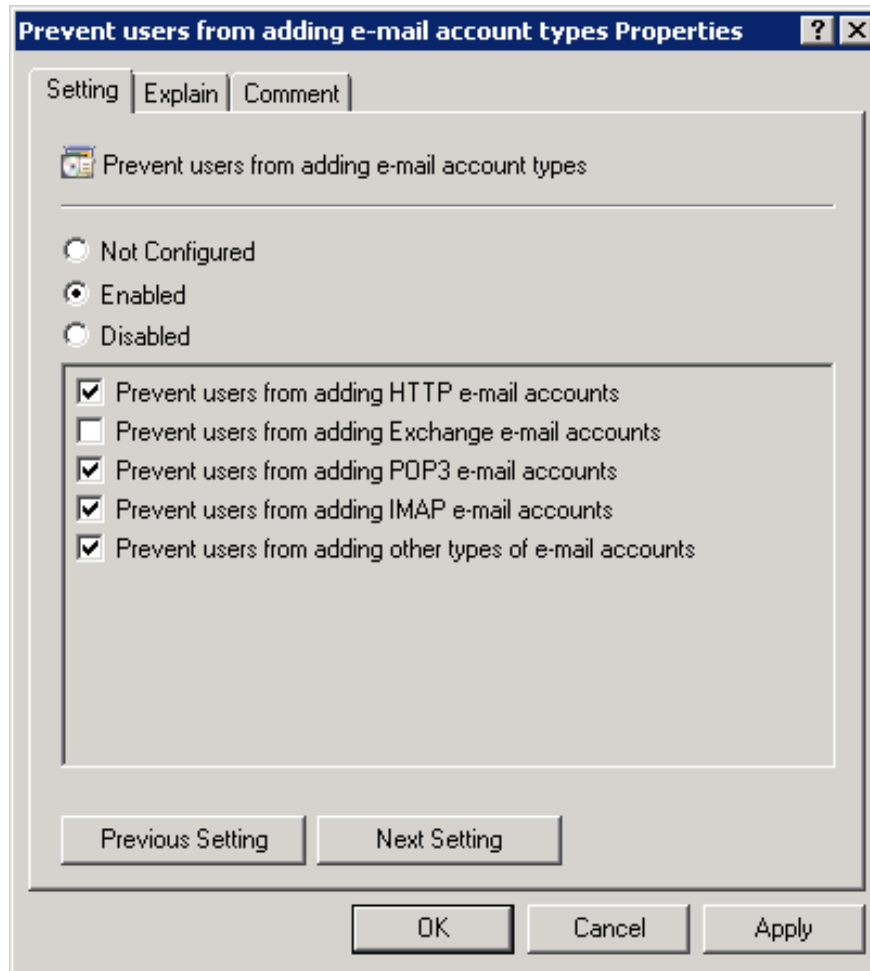 Prevent users from adding e-mail account types Properties
Setting Explain Comment
Prevent users from adding e-mail account types
Not Configured
Enabled
Disabled
Prevent users from adding HTTP e-mail accounts
Prevent users from adding Exchange e-mail accounts
Prevent users from adding POP3 e-mail accounts
Prevent users from adding IMAP e-mail accounts
Prevent users from adding other types of e-mail accounts
Previous Setting Next Setting
OK Cancel Apply